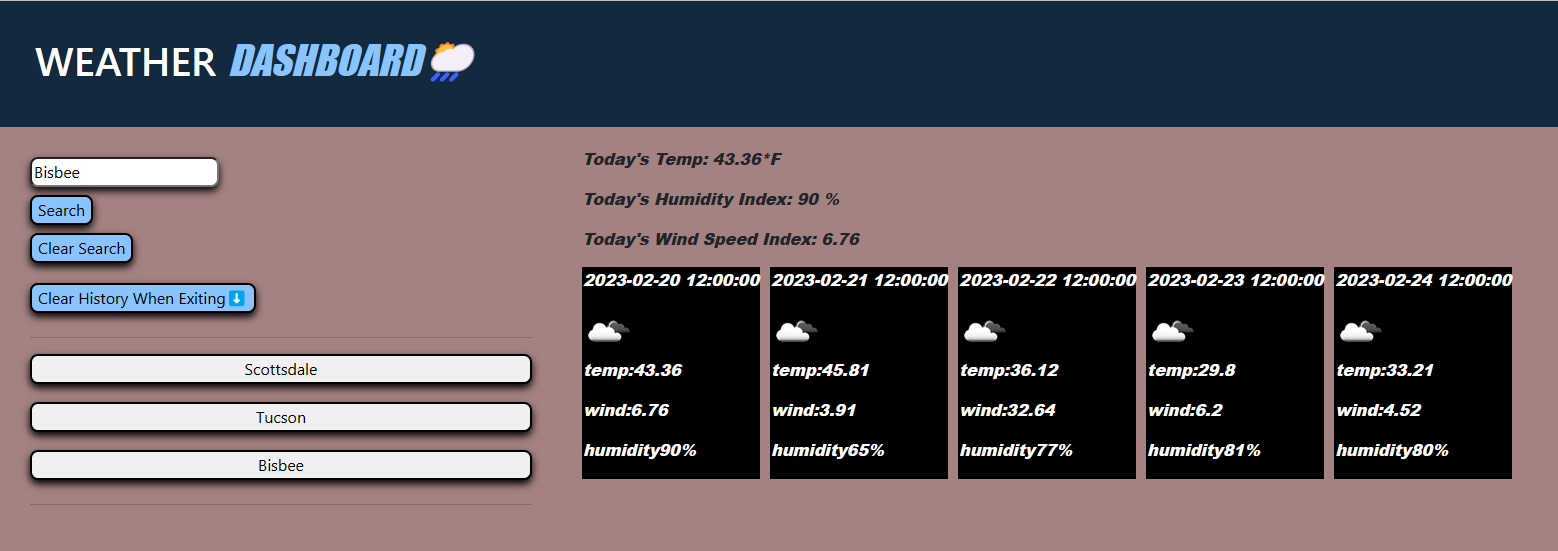 WEATHER DASHBOARD
Bisbee
Search
Clear Search
Clear History When Exiting
Scottsdale
Tucson
Bisbee
Today's Temp: 43.36*F
Today's Humidity Index: 90 %
Today's Wind Speed Index: 6.76
2023-02-20 12:00:00
temp:43.36
wind:6.76
humidity90%
2023-02-21 12:00:00
temp:45.81
wind:3.91
humidity65%
2023-02-22 12:00:00
temp:36.12
wind:32.64
humidity77%
2023-02-23 12:00:00
temp:29.8
wind:6.2
humidity81%
2023-02-24 12:00:00
temp:33.21
wind:4.52
humidity80%